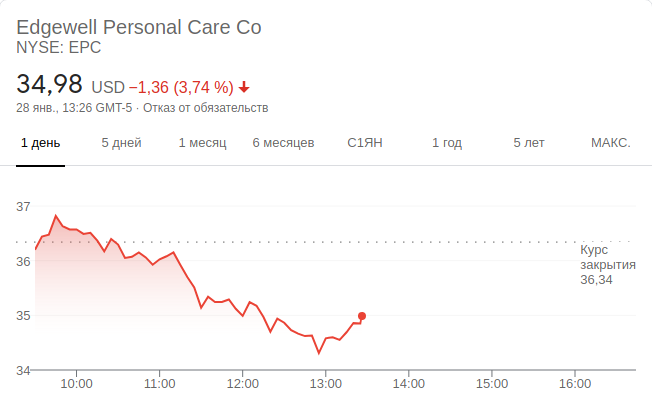 Edgewell Personal Care Co
NYSE: EPC
34,98 USD −1,36 (3,74 %)
28 янв., 13:26 GMT-5 · Отказ от обязательств
1 день 5 дней 1 месяц 6 месяцев С1ЯН 1 год 5 лет МАКС.
37
36
35
34
Курс
закрытия
36,34
10:00 11:00 12:00 13:00 14:00 15:00 16:00